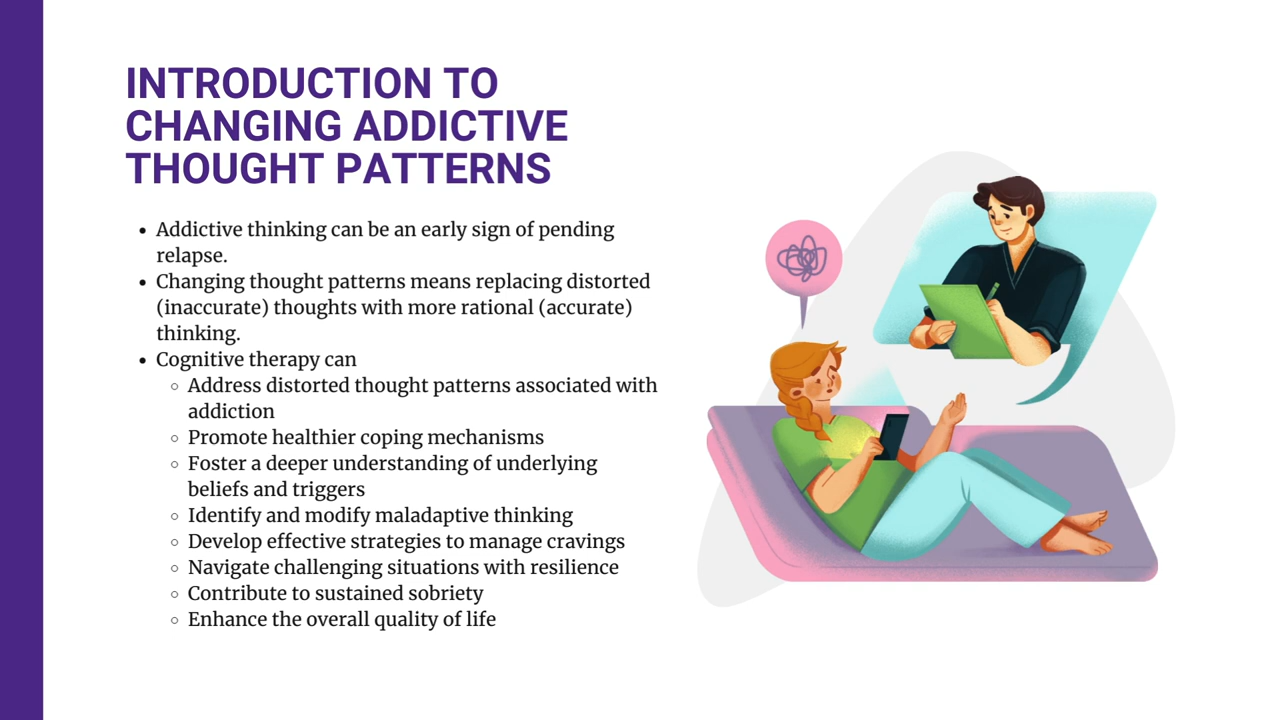 INTRODUCTION TO
CHANGING ADDICTIVE
THOUGHT PATTERNS
• Addictive thinking can be an early sign of pending
relapse.
• Changing thought patterns means replacing distorted
(inaccurate) thoughts with more rational (accurate)
thinking.
• Cognitive therapy can
◦ Address distorted thought patterns associated with
addiction
◦ Promote healthier coping mechanisms
◦ Foster a deeper understanding of underlying
beliefs and triggers
◦ Identify and modify maladaptive thinking
◦ Develop effective strategies to manage cravings
◦ Navigate challenging situations with resilience
◦ Contribute to sustained sobriety
◦ Enhance the overall quality of life